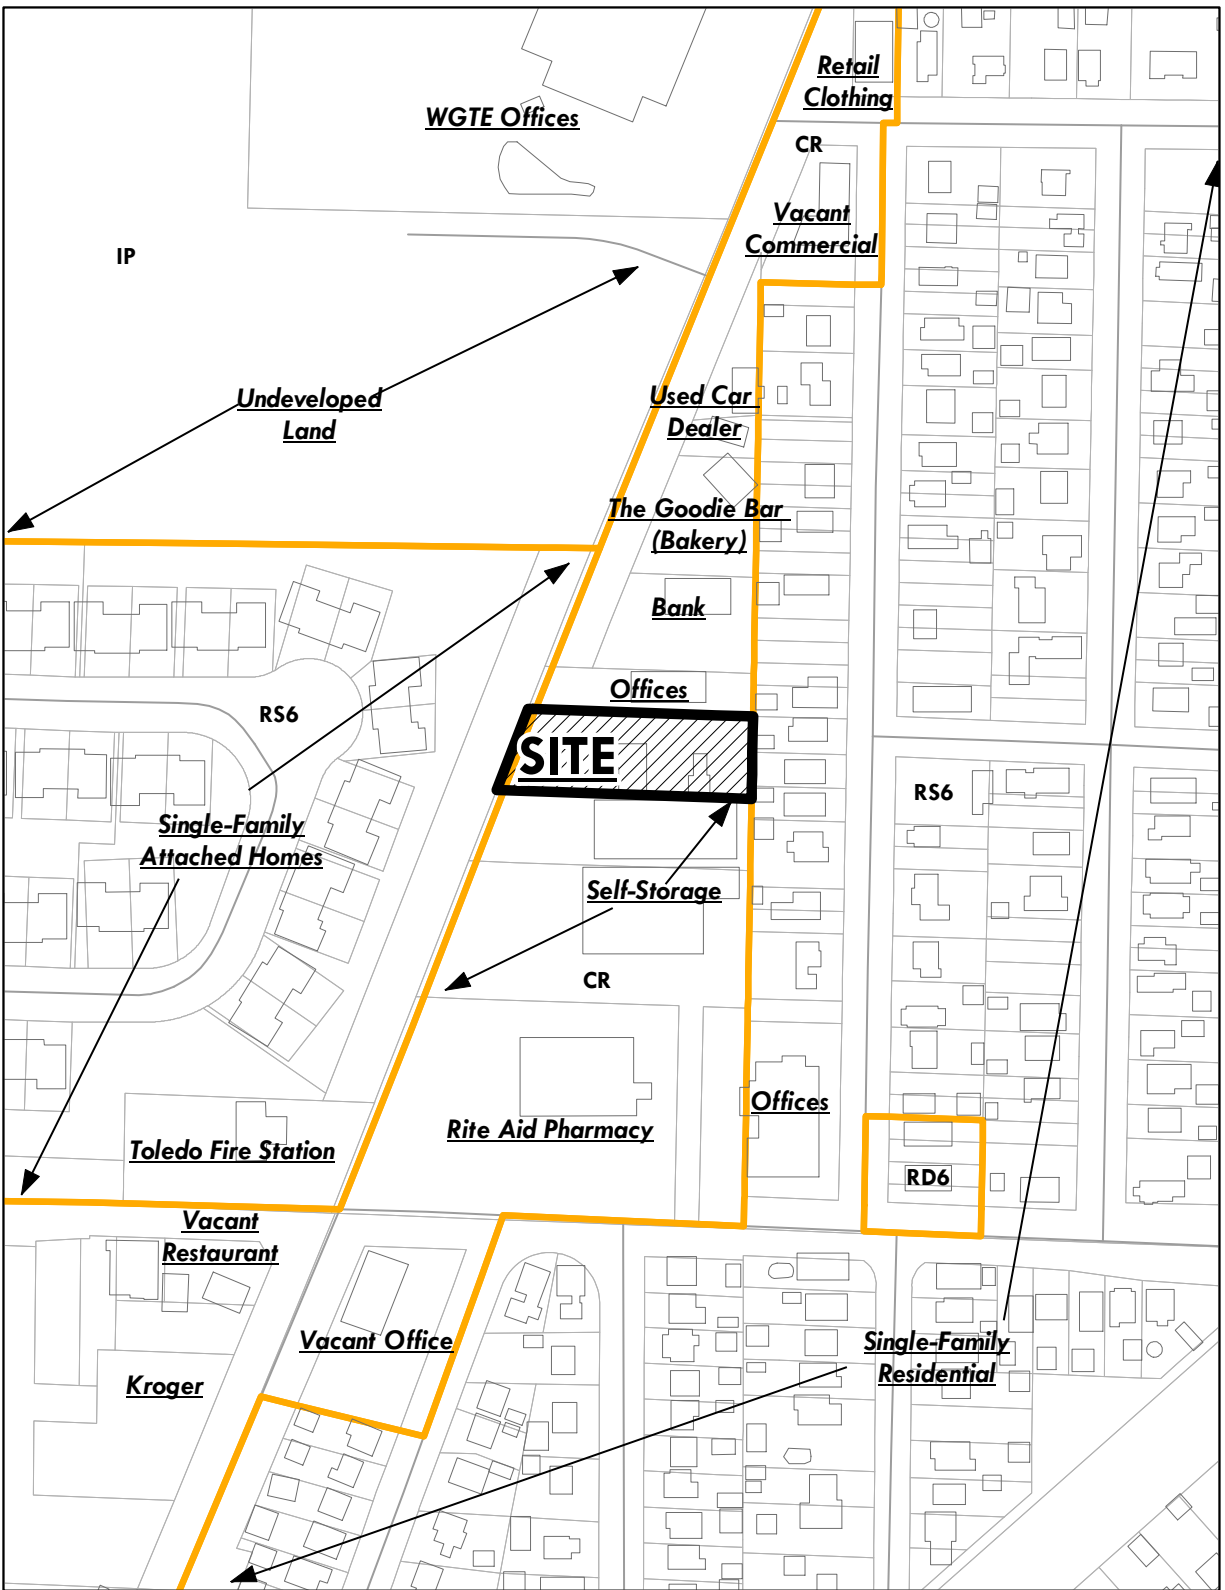 Retail
Clothing
WGTE Offices
CR
Vacant
Commercial
IP
Undeveloped
Land
Used Car
Dealer
The Goodie Bar
(Bakery)
Bank
Offices
RS6
SITE
RS6
Single-Family
Attached Homes
Self-Storage
CR
Offices
Rite Aid Pharmacy
Toledo Fire Station
RD6
Vacant
Restaurant
Vacant Office
Single-Family
Residential
Kroger